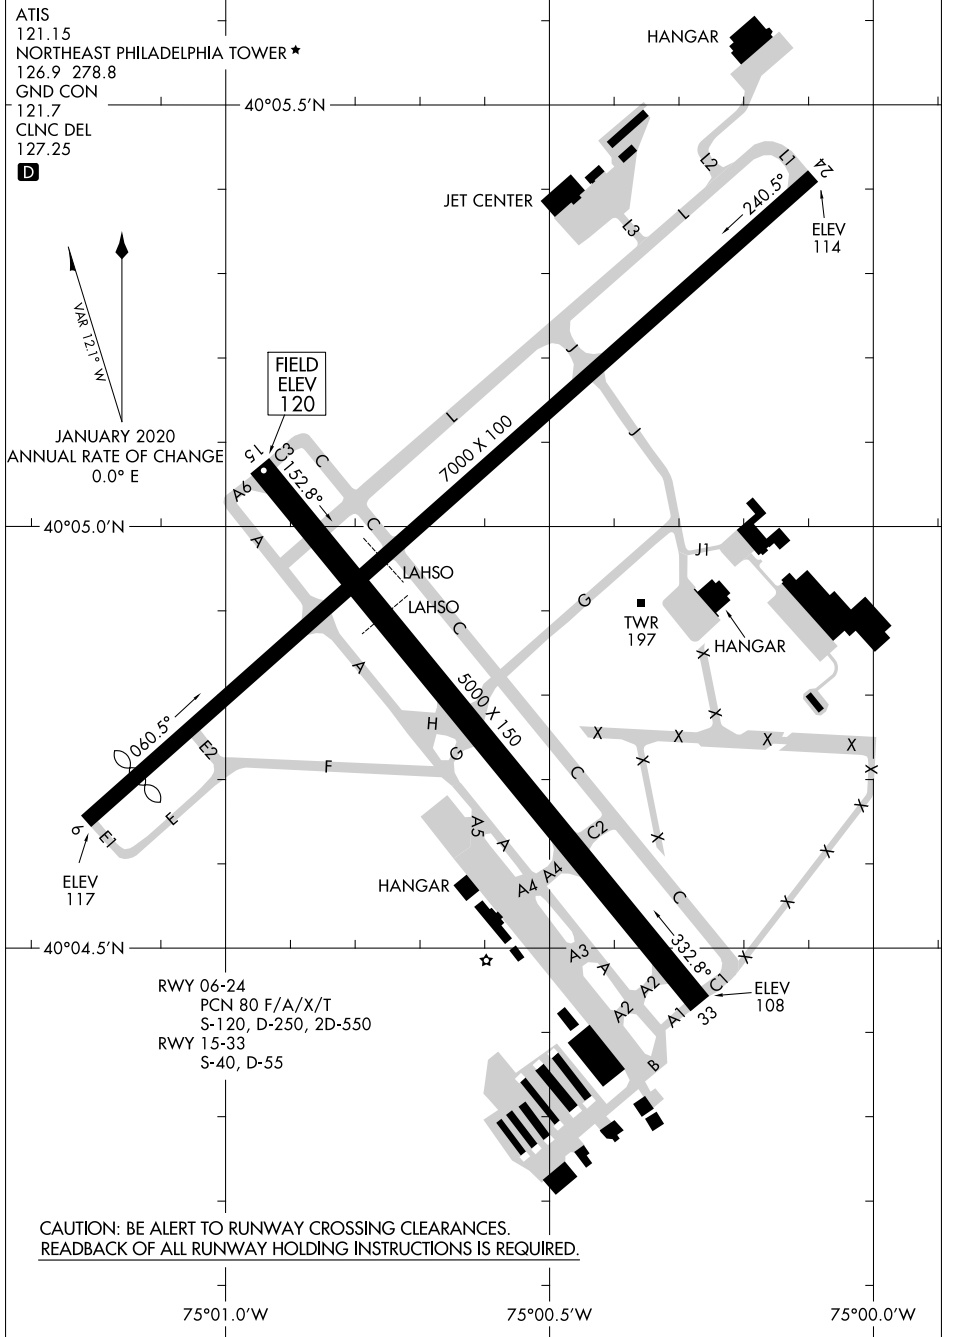 ATIS
121.15
NORTHEAST PHILADELPHIA TOWER★
126.9 278.8
GND CON
121.7
CLNC DEL
127.25
D
HANGAR
40°05.5'N
JET CENTER
L2
L1
24
240.5°
L
L3
ELEV
114
VAR 12.1° W
JANUARY 2020
ANNUAL RATE OF CHANGE
0.0° E
FIELD
ELEV
120
J
L
J
7000 X 100
15
C3
C
152.8°
A6
40°05.0'N
A
C
J1
LAHSO
LAHSO
G
TWR
197
HANGAR
C
A
X
5000 X 150
X
060.5°
E2
H
G
X
X
X
X
F
X
X
C
E
E1
6
A5
A
C2
X
X
X
ELEV
117
HANGAR
A4
A4
C
X
40°04.5'N
A3
A
332.8°
X
A2
A2
C1
A1
33
ELEV
108
B
RWY 06-24
PCN 80 F/A/X/T
S-120, D-250, 2D-550
RWY 15-33
S-40, D-55
CAUTION: BE ALERT TO RUNWAY CROSSING CLEARANCES.
READBACK OF ALL RUNWAY HOLDING INSTRUCTIONS IS REQUIRED.
75°01.0'W
75°00.5'W
75°00.0'W